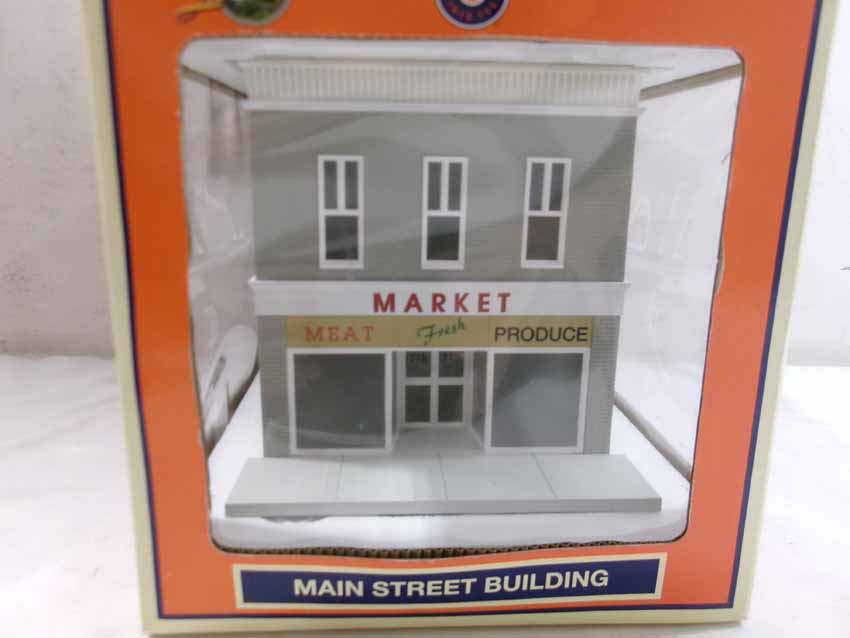 MARKET
MEAT Fresh PRODUCE
MAIN STREET BUILDING